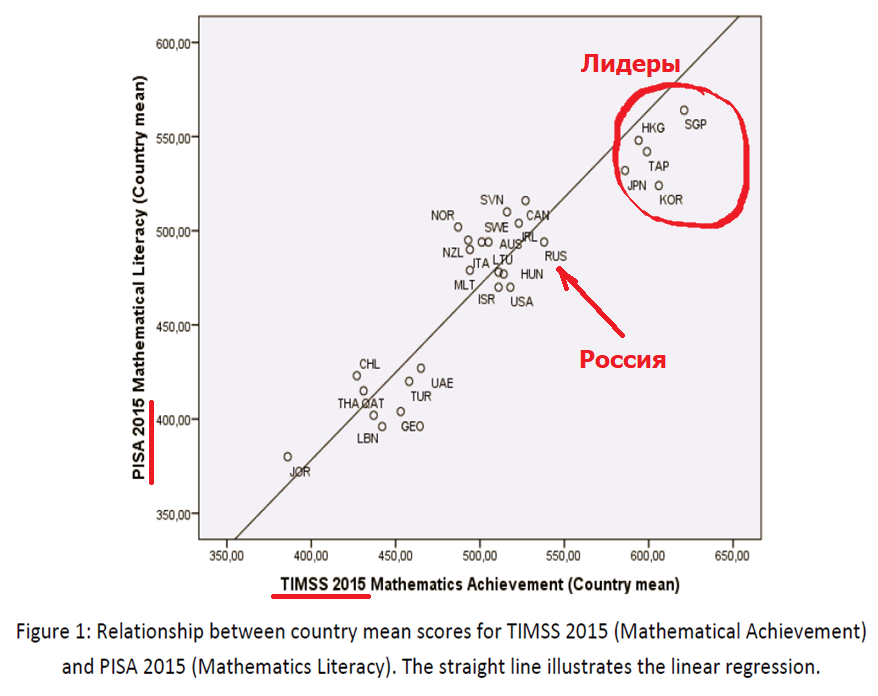 600,00
Лидеры
550,00
HKG
SGP
TAP
JPN
KOR
500,00
SVN
NOR
CAN
SWE
IRL
AUS
NZL
ITA
LTU
RUS
MLT
HUN
ISR
USA
450,00
Россия
CHL
UAE
TUR
THA
QAT
400,00
LBN
GEO
JOR
350,00
PISA 2015 Mathematical Literacy (Country mean)
350,00 400,00 450,00 500,00 550,00 600,00 650,00
TIMSS 2015 Mathematics Achievement (Country mean)
Figure 1: Relationship between country mean scores for TIMSS 2015 (Mathematical Achievement)
and PISA 2015 (Mathematics Literacy). The straight line illustrates the linear regression.